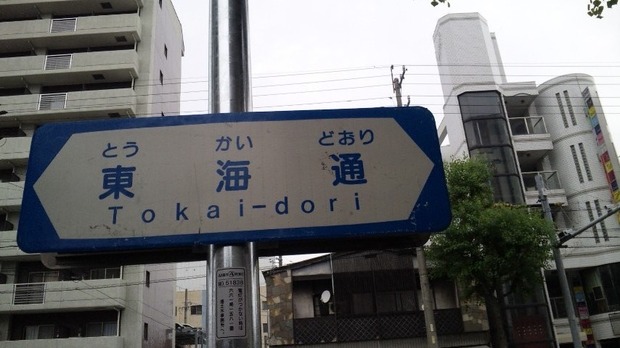 とう かい どおり
東海通
Tokai-dori